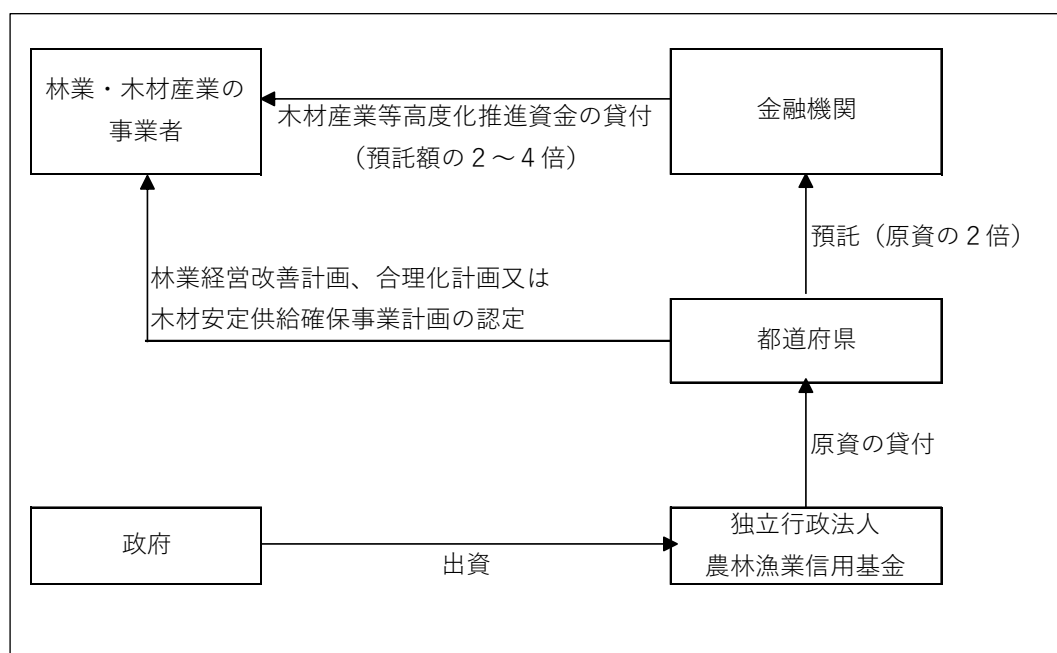 林業・木材産業の
事業者
金融機関
木材産業等高度化推進資金の貸付
（預託額の２～４倍）
預託（原資の２倍）
林業経営改善計画、合理化計画又は
木材安定供給確保事業計画の認定
都道府県
原資の貸付
政府
出資
独立行政法人
農林漁業信用基金